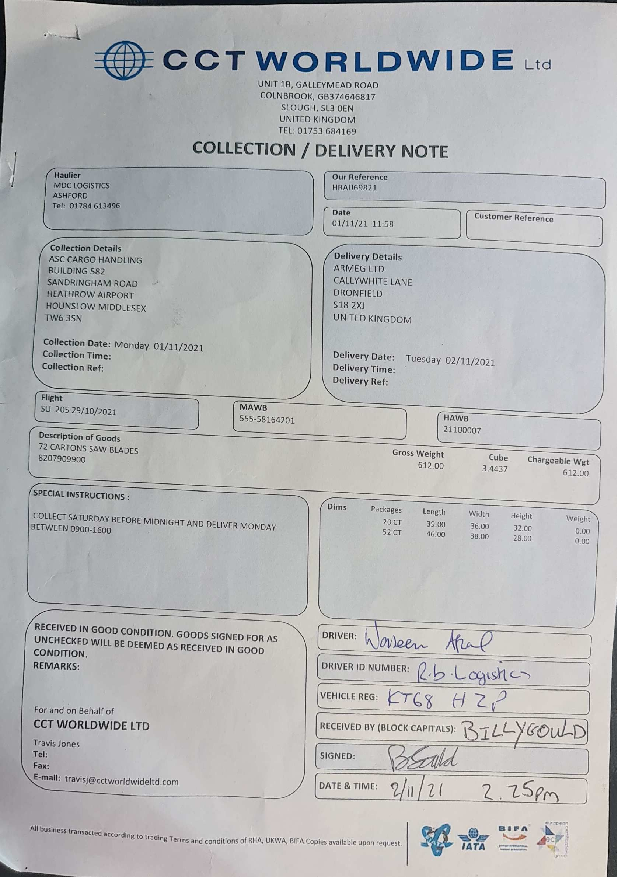 CCT WORLDWIDE Ltd
UNIT 1B, GALLEYMEAD ROAD
COLNBROOK, GB374646817
SLOUGH, SL3 0EN
UNITED KINGDOM
TEL: 01753 684169
COLLECTION / DELIVERY NOTE
Haulier
MDC LOGISTICS
ASHFORD
Tel: 01784 613496
Our Reference
Date
01/11/21 11:58
Customer Reference
Collection Details
ASC CARGO HANDLING
BUILDING 582
SANDRINGHAM ROAD
HEATHROW AIRPORT
HOUNSLOW MIDDLESEX
TW6 3SN
Collection Date: Monday 01/11/2021
Collection Time:
Collection Ref:
Delivery Details
ARMEG LTD
CALLYWHITE LANE
DRONFIELD
S18 2XJ
UNITED KINGDOM
Delivery Date: Tuesday 02/11/2021
Delivery Time:
Delivery Ref:
Flight
SU 205 29/10/2021
MAWB
555-58164201
HAWB
21100007
Description of Goods
72 CARTONS SAW BLADES
8207909900
Gross Weight
612.00
Cube
3.4437
Chargeable Wgt
612.00
SPECIAL INSTRUCTIONS :
COLLECT SATURDAY BEFORE MIDNIGHT AND DELIVER MONDAY
BETWEEN 0900-1600
Dims Packages Length Width Height Weight
20 CT 39.00 36.00 32.00 0.00
52 CT 46.00 38.00 28.00 0.00
RECEIVED IN GOOD CONDITION. GOODS SIGNED FOR AS
UNCHECKED WILL BE DEEMED AS RECEIVED IN GOOD
CONDITION.
REMARKS:
For and on Behalf of
CCT WORLDWIDE LTD
Travis Jones
Tel:
Fax:
E-mail: travisj@cctworldwideltd.com
DRIVER:
DRIVER ID NUMBER: R.b.Logistics
VEHICLE REG: KT68 HZP
RECEIVED BY (BLOCK CAPITALS): BILLY GOULD
SIGNED: B Gould
DATE & TIME: 2/11/21 2.25pm
All business transacted according to trading Terms and conditions of RHA, UKWA, BIFA Copies available upon request
IATA
BIFA